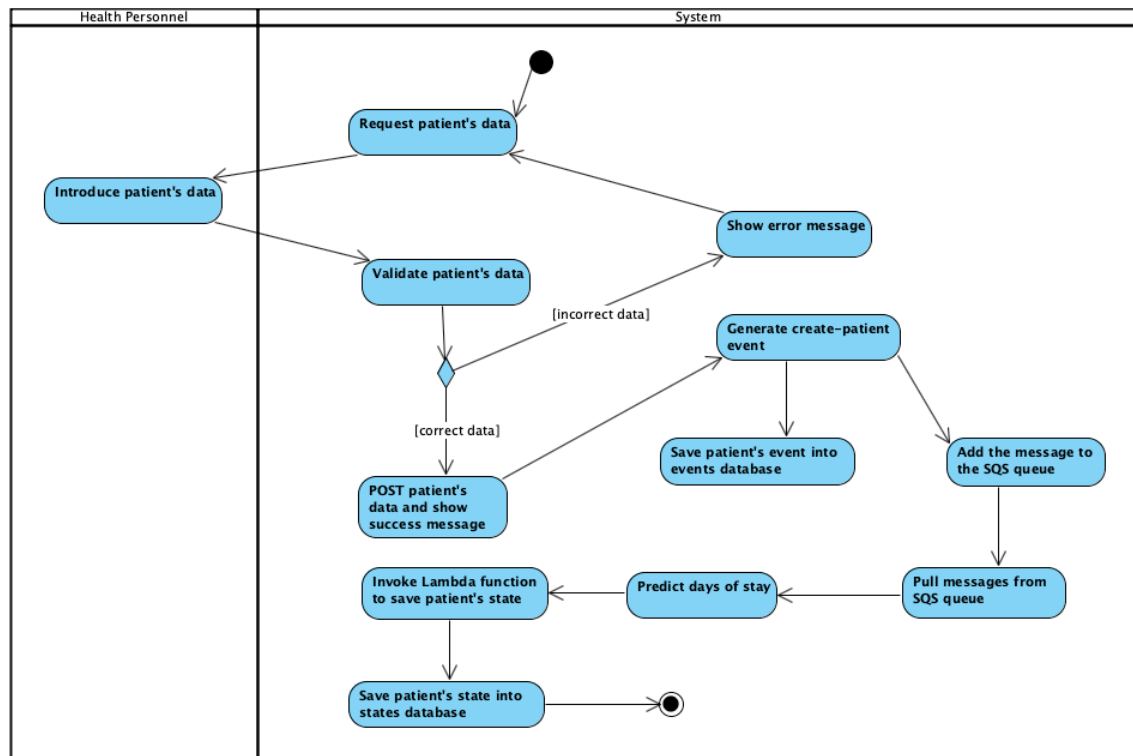 Health Personnel
System
Request patient's data
Introduce patient's data
Show error message
Validate patient's data
[incorrect data]
Generate create-patient
event
[correct data]
Save patient's event into
events database
Add the message to
the SQS queue
POST patient's
data and show
success message
Invoke Lambda function
to save patient's state
Predict days of stay
Pull messages from
SQS queue
Save patient's state into
states database